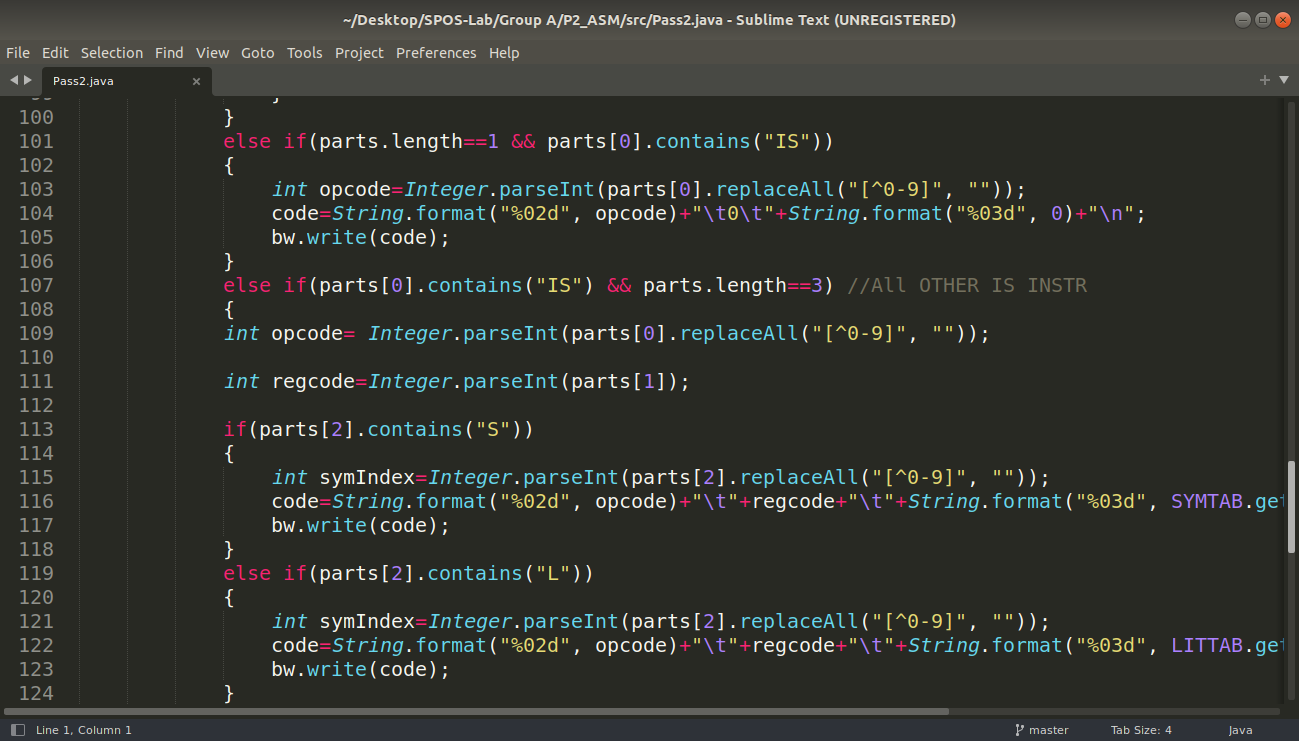 ~/Desktop/SPOS-Lab/Group A/P2_ASM/src/Pass2.java - Sublime Text (UNREGISTERED)
File Edit Selection Find View Goto Tools Project Preferences Help
Pass2.java
100 }
101 else if(parts.length==1 && parts[0].contains("IS"))
102 {
103 int opcode=Integer.parseInt(parts[0].replaceAll("[^0-9]", ""));
104 code=String.format("%02d", opcode)+"\t0\t"+String.format("%03d", 0)+"\n";
105 bw.write(code);
106 }
107 else if(parts[0].contains("IS") && parts.length==3) //All OTHER IS INSTR
108 {
109 int opcode= Integer.parseInt(parts[0].replaceAll("[^0-9]", ""));
110
111 int regcode=Integer.parseInt(parts[1]);
112
113 if(parts[2].contains("S"))
114 {
115 int symIndex=Integer.parseInt(parts[2].replaceAll("[^0-9]", ""));
116 code=String.format("%02d", opcode)+"\t"+regcode+"\t"+String.format("%03d", SYMTAB.get
117 bw.write(code);
118 }
119 else if(parts[2].contains("L"))
120 {
121 int symIndex=Integer.parseInt(parts[2].replaceAll("[^0-9]", ""));
122 code=String.format("%02d", opcode)+"\t"+regcode+"\t"+String.format("%03d", LITTAB.get
123 bw.write(code);
124 }
Line 1, Column 1 master Tab Size: 4 Java